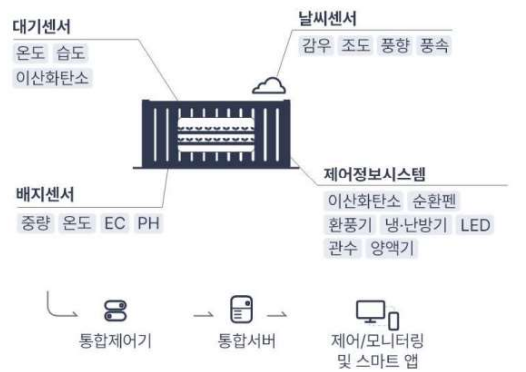 대기센서
온도 습도
이산화탄소
날씨센서
감우 조도 풍향 풍속
배지센서
중량 온도 EC PH
제어정보시스템
이산화탄소 순환펜
환풍기 냉·난방기 LED
관수 양액기
통합제어기
통합서버
제어/모니터링
및 스마트 앱